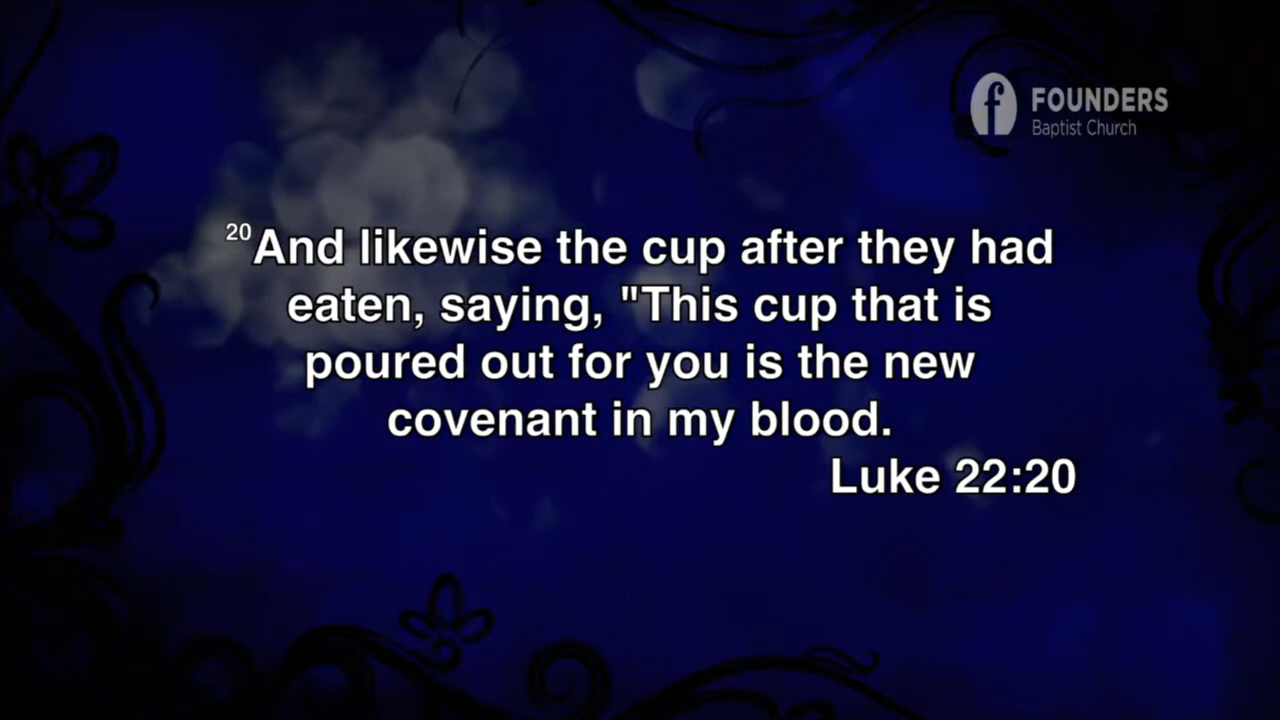 FOUNDERS
Baptist Church
20And likewise the cup after they had
eaten, saying, "This cup that is
poured out for you is the new
covenant in my blood.
Luke 22:20